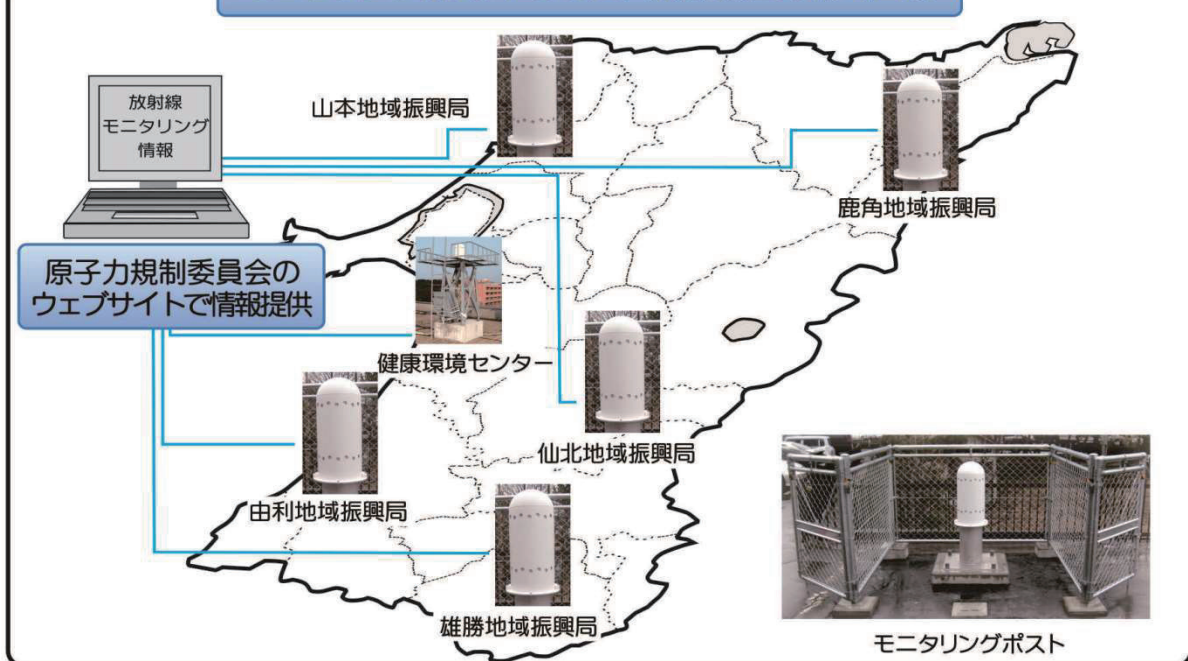 放射線
モニタリング
情報
山本地域振興局
鹿角地域振興局
原子力規制委員会の
ウェブサイトで情報提供
健康環境センター
仙北地域振興局
由利地域振興局
雄勝地域振興局
モニタリングポスト